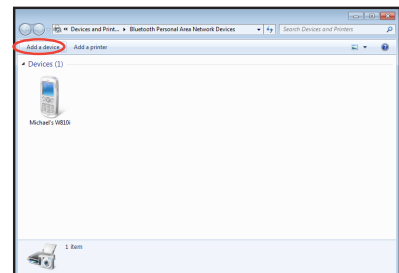 « Devices and Print... ▸ Bluetooth Personal Area Network Devices
Search Devices and Printers
Add a device
Add a printer
Devices (1)
Michael's W810i
1 item